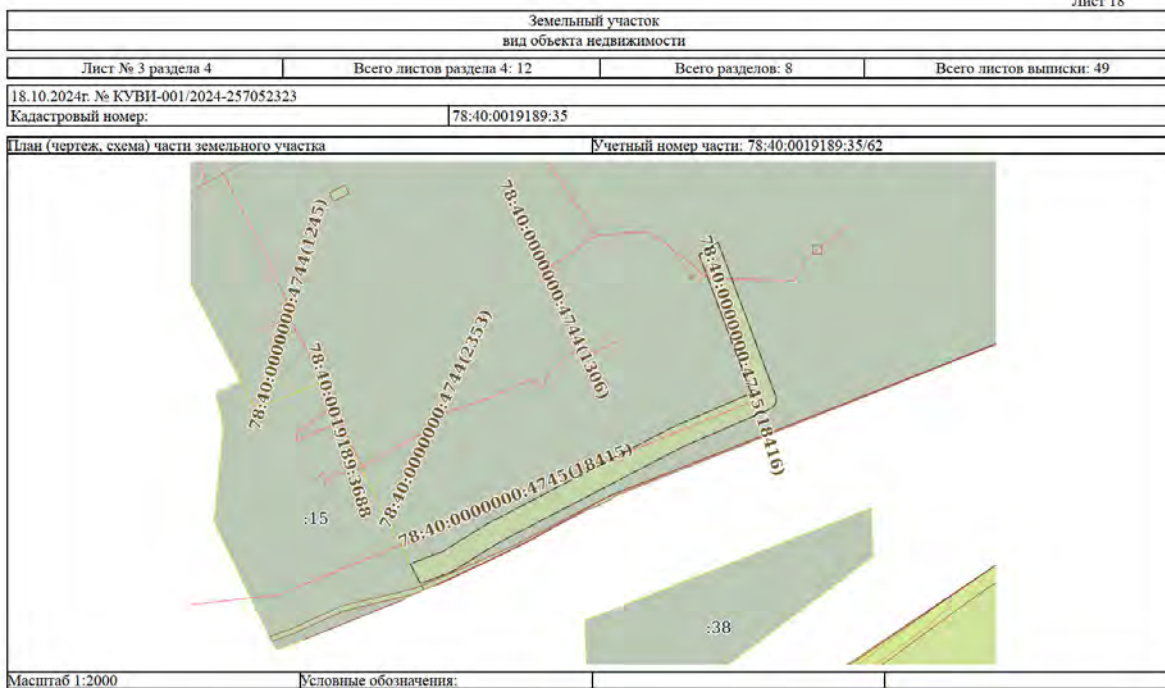 Лист 18
Земельный участок
вид объекта недвижимости
Лист № 3 раздела 4 Всего листов раздела 4: 12 Всего разделов: 8 Всего листов выписки: 49
18.10.2024г. № КУВИ-001/2024-257052323
Кадастровый номер: 78:40:0019189:35
План (чертеж, схема) части земельного участка Учетный номер части: 78:40:0019189:35/62
78:40:0000000:4744(1245)
78:40:0019189:3688
78:40:0000000:4744(2353)
78:40:0000000:4744(1306)
78:40:0000000:4745(18416)
78:40:0000000:4745(18415)
:15
:38
Масштаб 1:2000 Условные обозначения: